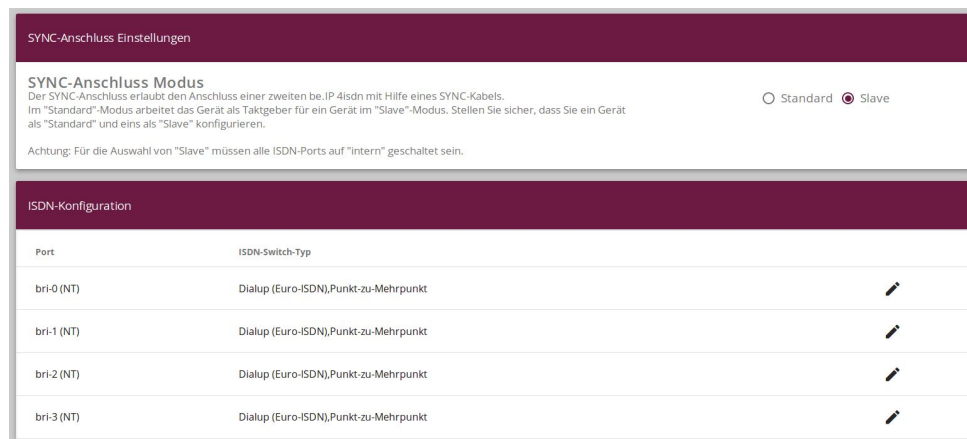 SYNC-Anschluss Einstellungen
SYNC-Anschluss Modus
Der SYNC-Anschluss erlaubt den Anschluss einer zweiten be.IP 4isdn mit Hilfe eines SYNC-Kabels.
Im "Standard"-Modus arbeitet das Gerät als Taktgeber für ein Gerät im "Slave"-Modus. Stellen Sie sicher, dass Sie ein Gerät
als "Standard" und eins als "Slave" konfigurieren.
Achtung: Für die Auswahl von "Slave" müssen alle ISDN-Ports auf "intern" geschaltet sein.
Standard Slave
ISDN-Konfiguration
Port ISDN-Switch-Typ
bri-0 (NT) Dialup (Euro-ISDN),Punkt-zu-Mehrpunkt
bri-1 (NT) Dialup (Euro-ISDN),Punkt-zu-Mehrpunkt
bri-2 (NT) Dialup (Euro-ISDN),Punkt-zu-Mehrpunkt
bri-3 (NT) Dialup (Euro-ISDN),Punkt-zu-Mehrpunkt